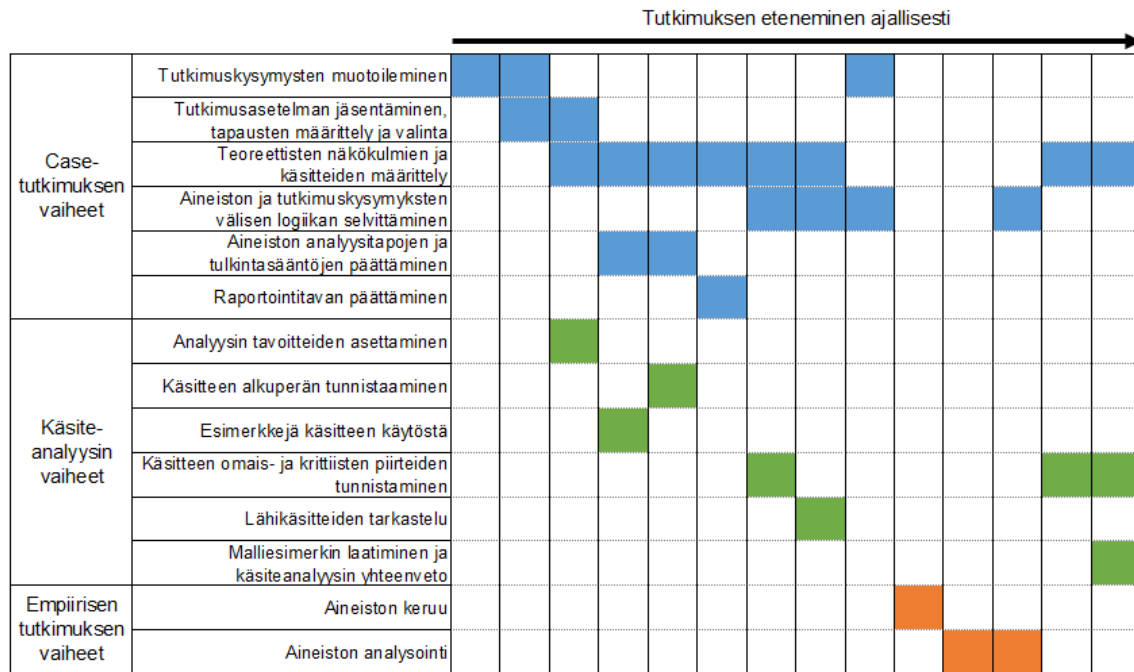 Tutkimuksen eteneminen ajallisesti
Case-
tutkimuksen
vaiheet
Tutkimuskysymysten muotoileminen
Tutkimusasetelman jäsentäminen,
tapausten määrittely ja valinta
Teoreettisten näkökulmien ja
käsitteiden määrittely
Aineiston ja tutkimuskysymyksten
välisen logiikan selvittäminen
Aineiston analyysitapojen ja
tulkintasääntöjen päättäminen
Raportointitavan päättäminen
Käsite-
analyysin
vaiheet
Analyysin tavoitteiden asettaminen
Käsitteen alkuperän tunnistaaminen
Esimerkkejä käsitteen käytöstä
Käsitteen omais- ja krittiisten piirteiden
tunnistaminen
Lähikäsitteiden tarkastelu
Malliesimerkin laatiminen ja
käsiteanalyysin yhteenveto
Empiirisen
tutkimuksen
vaiheet
Aineiston keruu
Aineiston analysointi